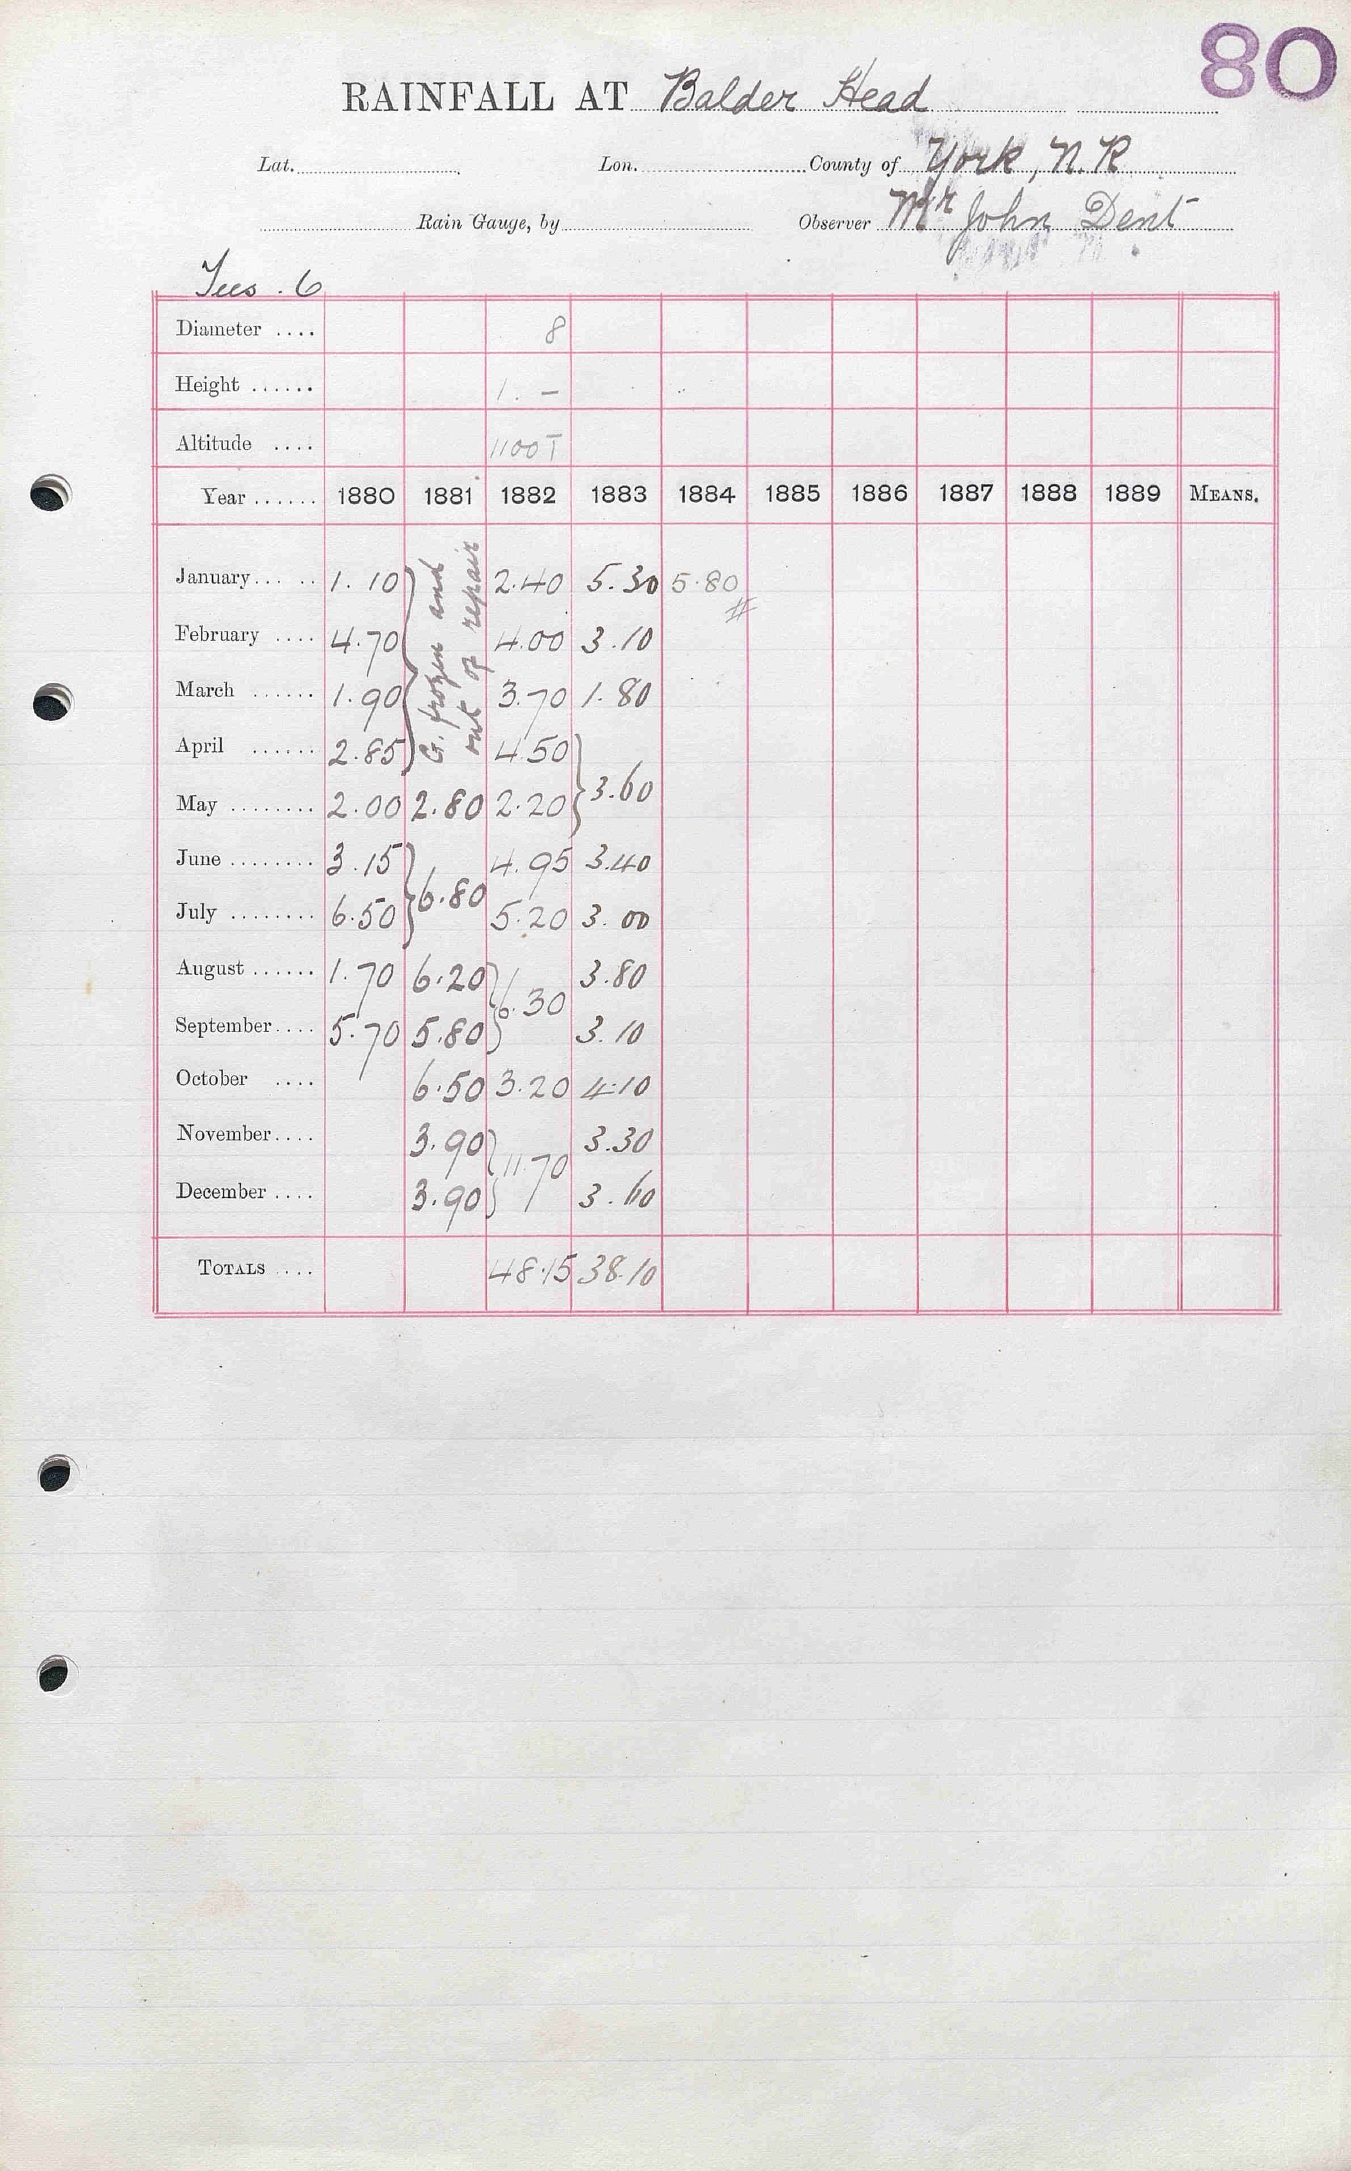 80
RAINFALL AT Balder Head
Lat. Lon. County of York, N.R
Rain Gauge, by Observer Mr John Dent
Tees. 6
Diameter .... 8
Height ...... 1. –
Altitude .... 1100T
Year ...... 1880 1881 1882 1883 1884 1885 1886 1887 1888 1889 MEANS.
G. frozen and
out of repair
January... .. 1.10 2.40 5.30 5.80
#
February .... 4.70 4.00 3.10
March ...... 1.90 3.70 1.80
April ...... 2.85 4.50
3.60
May ........ 2.00 2.80 2.20
June ........ 3.15 4.95 3.40
6.80
July ........ 6.50 5.20 3.00
August ...... 1.70 6.20 3.80
6.30
September.... 5.70 5.80 3.10
October .... 6.50 3.20 4.10
November.... 3.90 3.30
11.70
December .... 3.90 3.60
TOTALS .... 48.15 38.10